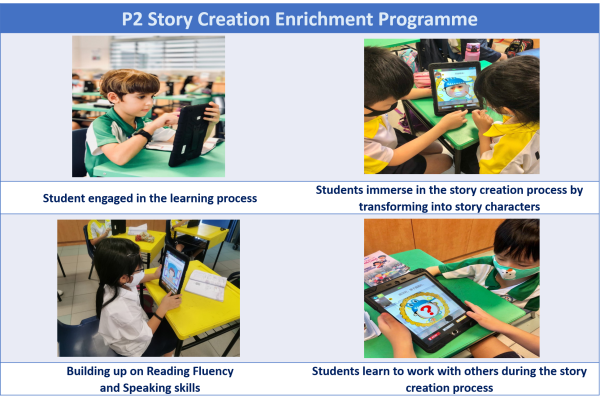 P2 Story Creation Enrichment Programme
Student engaged in the learning process
Students immerse in the story creation process by
transforming into story characters
Building up on Reading Fluency
and Speaking skills
Students learn to work with others during the story
creation process
?